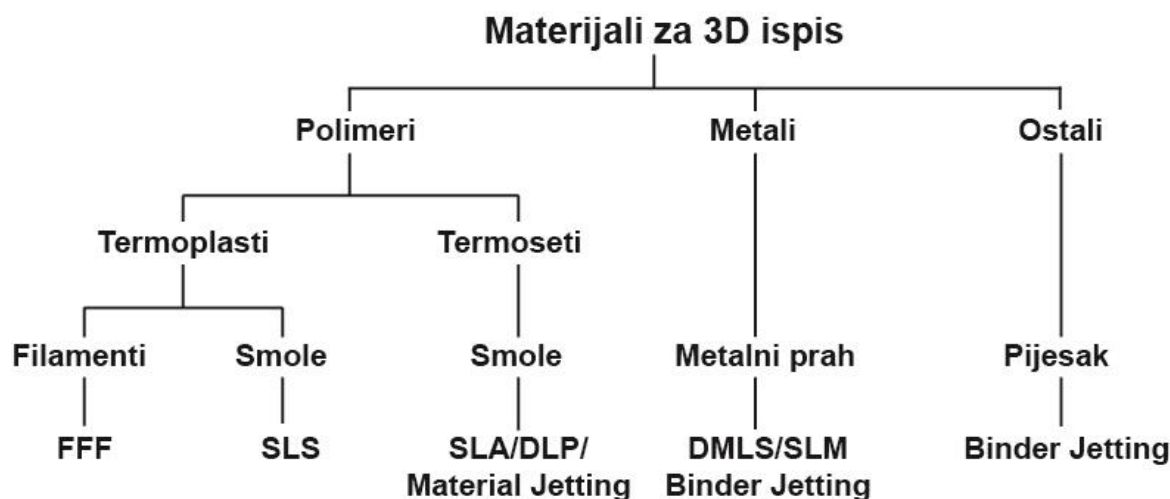 Materijali za 3D ispis
Polimeri
Metali
Ostali
Termoplasti
Termoseti
Filamenti
Smole
Smole
Metalni prah
Pijesak
FFF
SLS
SLA/DLP/
Material Jetting
DMLS/SLM
Binder Jetting
Binder Jetting